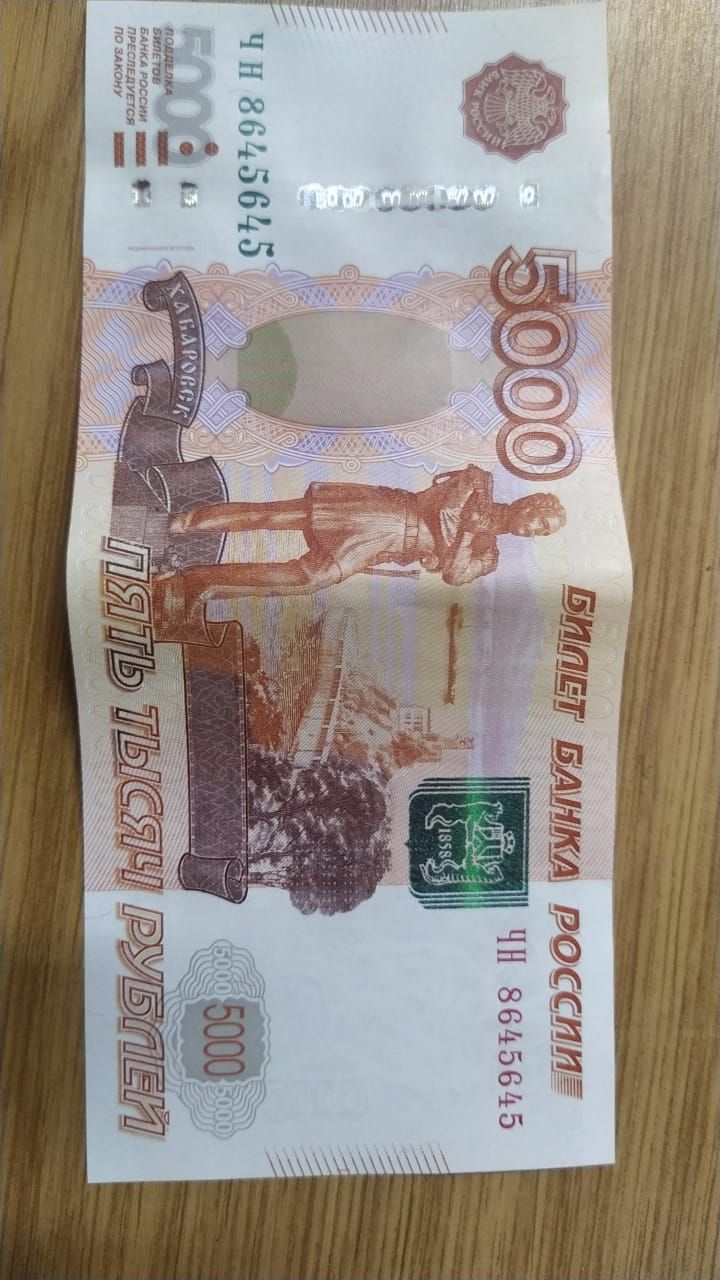 БИЛЕТ БАНКА РОССИИ
5000
ЧН 8645645
БАНК РОССИИ
1858
ЧН 8645645
5000
5000 5000 5000
ХАБАРОВСК
ПОДДЕЛКА
БИЛЕТОВ
БАНКА РОССИИ
ПРЕСЛЕДУЕТСЯ
ПО ЗАКОНУ
ПЯТЬ ТЫСЯЧ РУБЛЕЙ